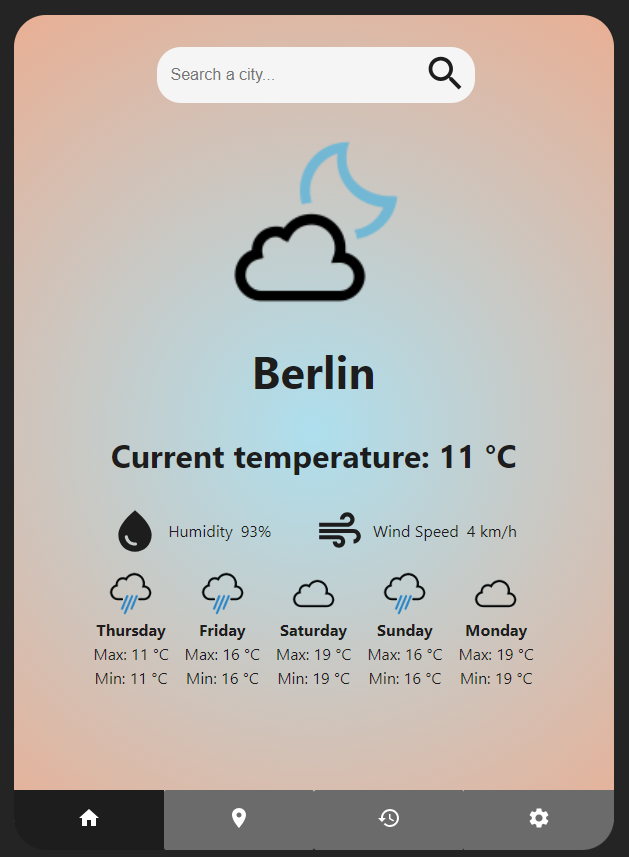 Search a city...
Berlin
Current temperature: 11 °C
Humidity 93% Wind Speed 4 km/h
Thursday Friday Saturday Sunday Monday
Max: 11 °C Max: 16 °C Max: 19 °C Max: 16 °C Max: 19 °C
Min: 11 °C Min: 16 °C Min: 19 °C Min: 16 °C Min: 19 °C